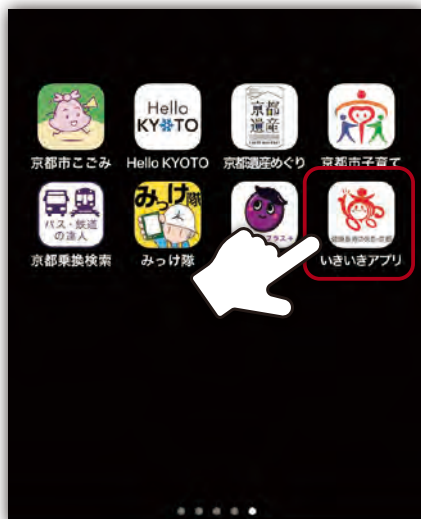 Hello
KY TO
京都
遺産
京都市こごみ
Hello KYOTO
京都遺産めぐり
京都市子育て
バス・鉄道
の達人
みっけ隊
京都乗換検索
みっけ隊
いきいきアプリ